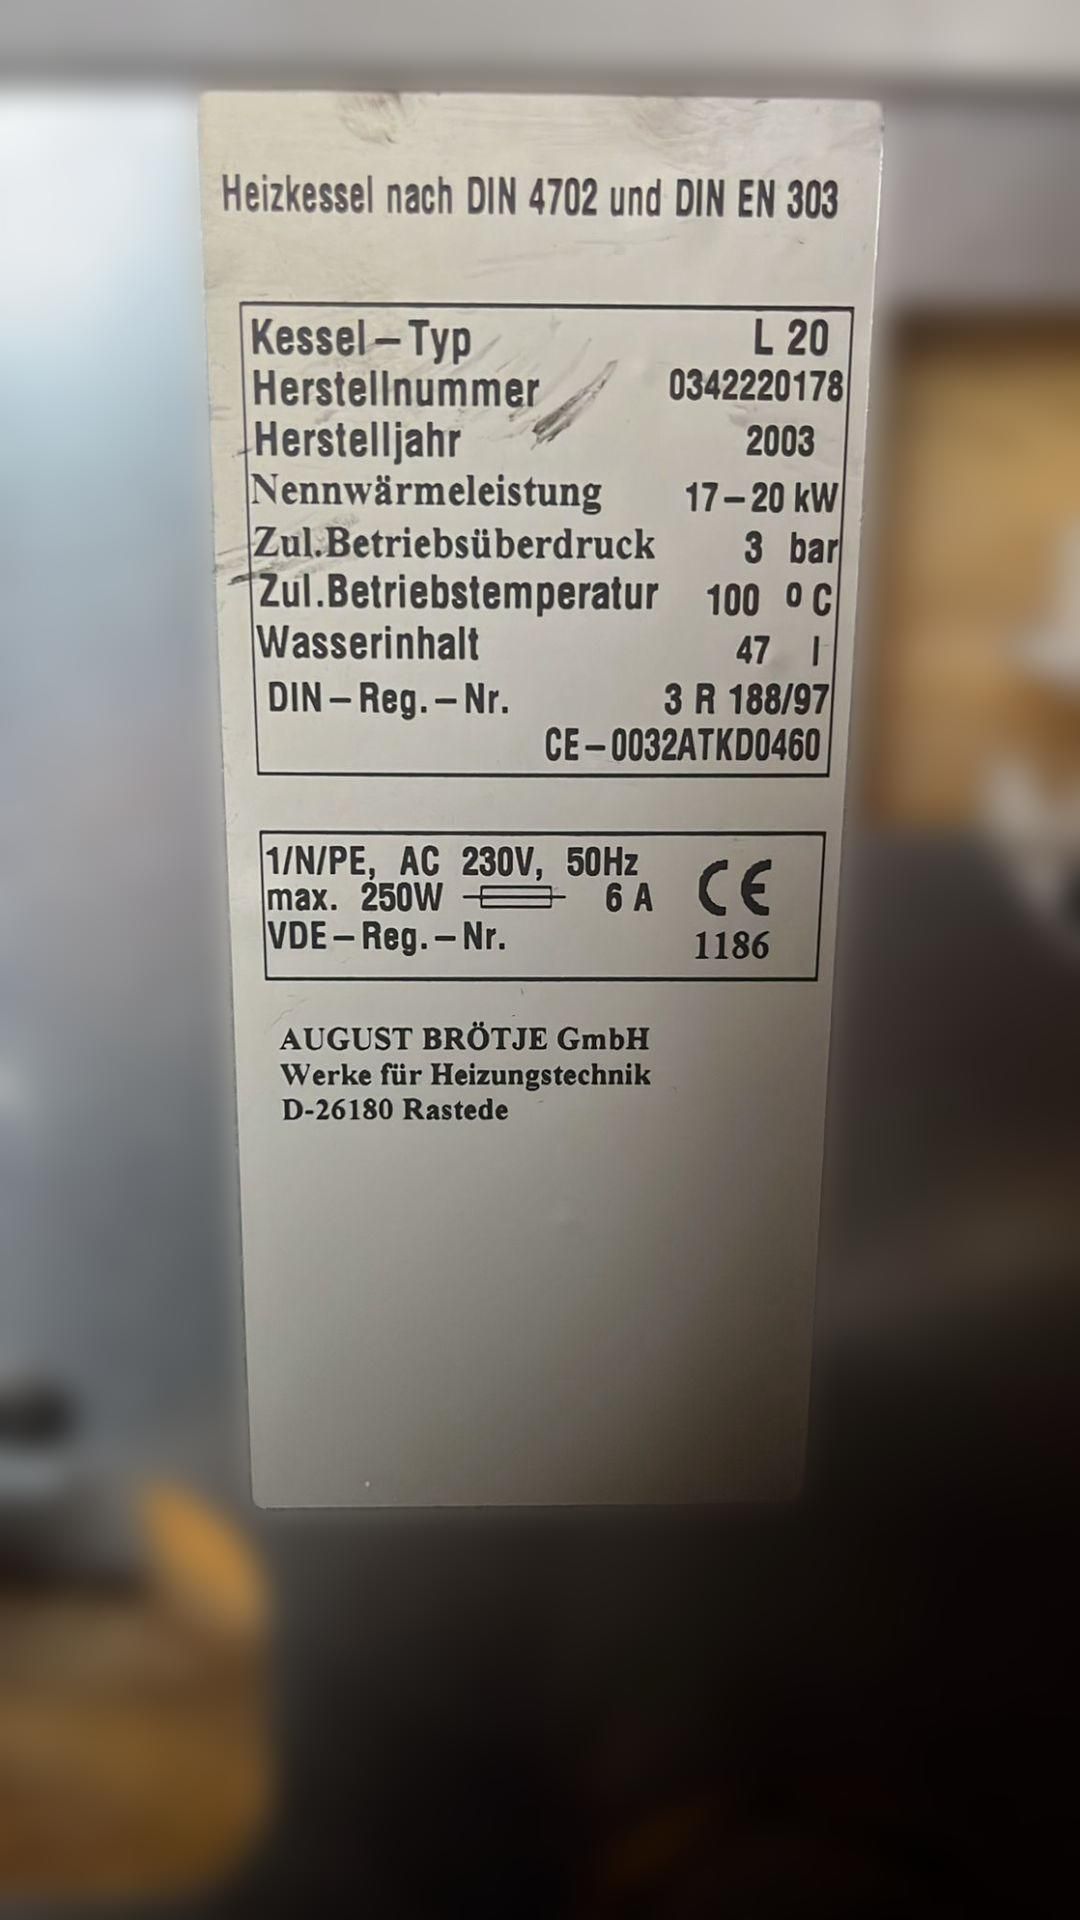 Heizkessel nach DIN 4702 und DIN EN 303
Kessel – Typ L 20
Herstellnummer 0342220178
Herstelljahr 2003
Nennwärmeleistung 17 – 20 kW
Zul.Betriebsüberdruck 3 bar
Zul.Betriebstemperatur 100 º C
Wasserinhalt 47 l
DIN – Reg. – Nr. 3 R 188/97
CE – 0032ATKD0460
1/N/PE, AC 230V, 50Hz CE
max. 250W 6 A
VDE – Reg. – Nr. 1186
AUGUST BRÖTJE GmbH
Werke für Heizungstechnik
D-26180 Rastede